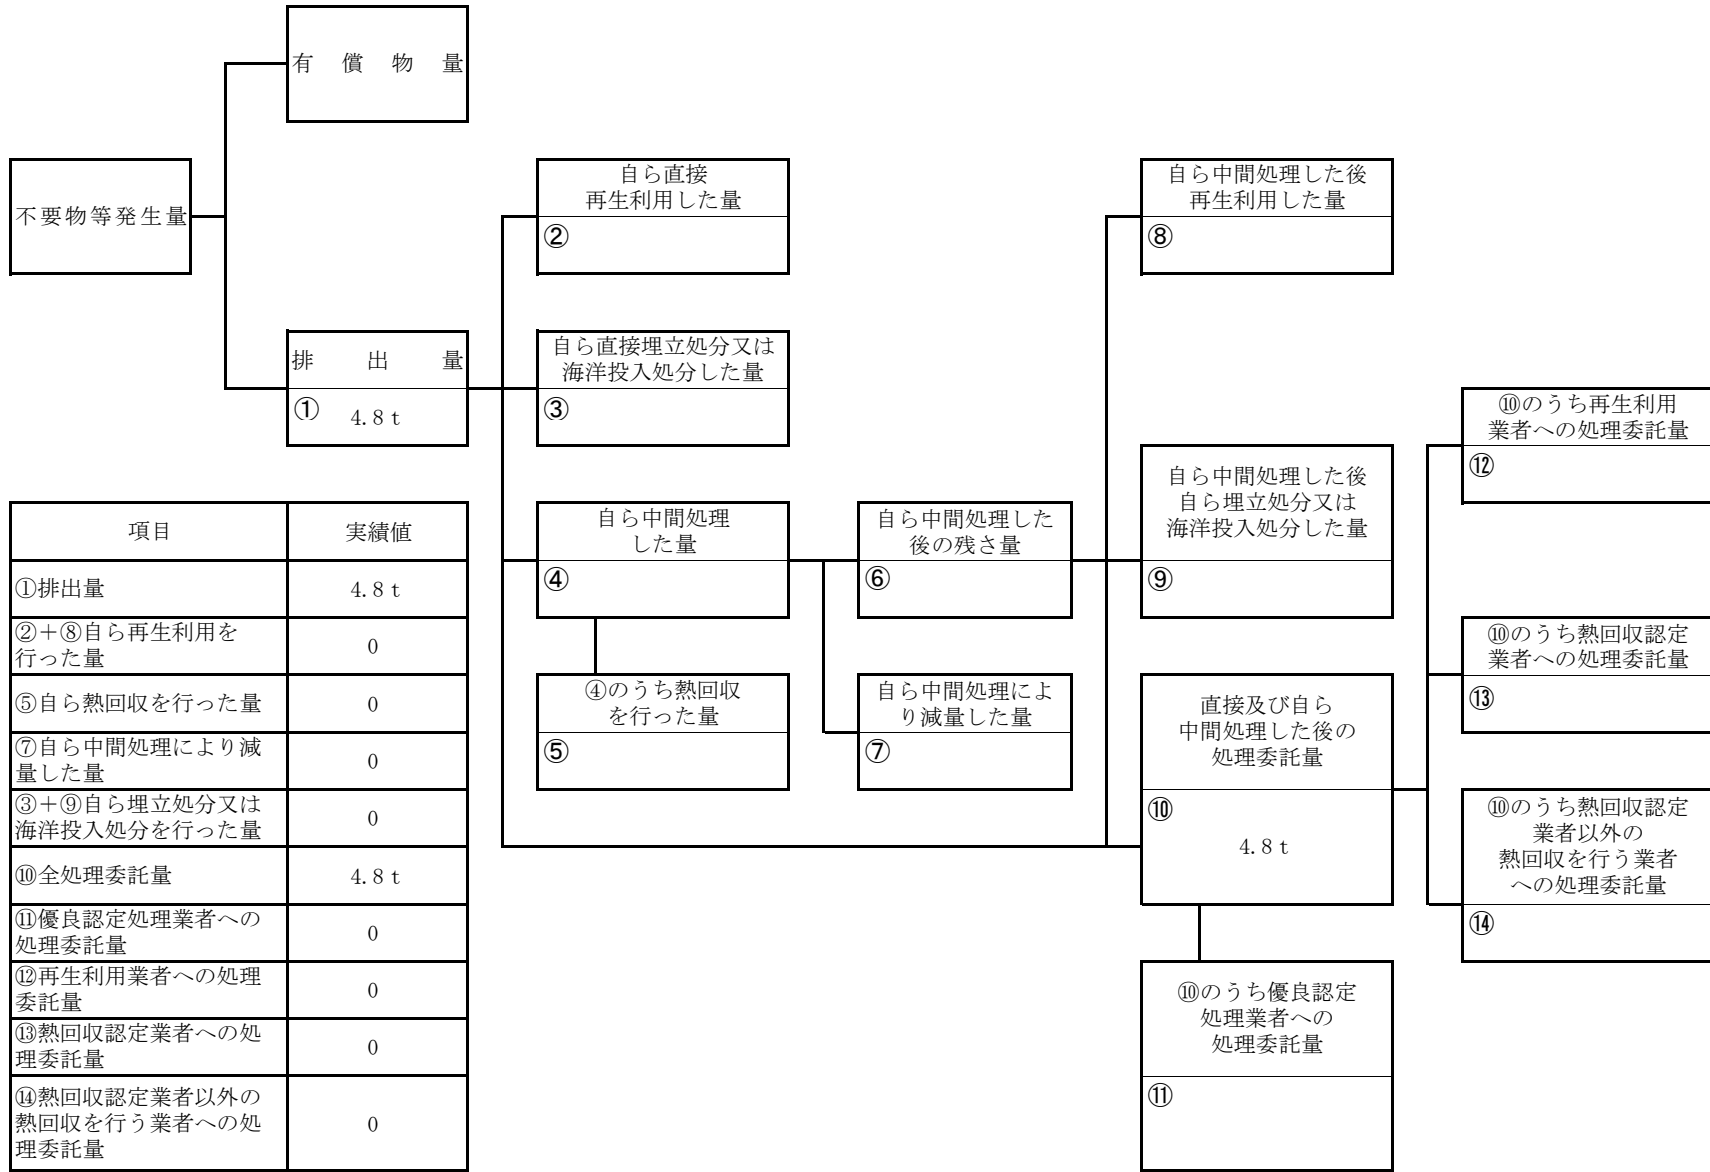 有償物量
不要物等発生量
排出量
① 4.8 t
自ら直接
再生利用した量
②
自ら直接埋立処分又は
海洋投入処分した量
③
自ら中間処理
した量
④
④のうち熱回収
を行った量
⑤
自ら中間処理した
後の残さ量
⑥
自ら中間処理によ
り減量した量
⑦
自ら中間処理した後
再生利用した量
⑧
自ら中間処理した後
自ら埋立処分又は
海洋投入処分した量
⑨
直接及び自ら
中間処理した後の
処理委託量
⑩
4.8 t
⑩のうち優良認定
処理業者への
処理委託量
⑪
⑩のうち再生利用
業者への処理委託量
⑫
⑩のうち熱回収認定
業者への処理委託量
⑬
⑩のうち熱回収認定
業者以外の
熱回収を行う業者
への処理委託量
⑭
項目 実績値
①排出量 4.8 t
②+⑧自ら再生利用を
行った量 0
⑤自ら熱回収を行った量 0
⑦自ら中間処理により減
量した量 0
③+⑨自ら埋立処分又は
海洋投入処分を行った量 0
⑩全処理委託量 4.8 t
⑪優良認定処理業者への
処理委託量 0
⑫再生利用業者への処理
委託量 0
⑬熱回収認定業者への処
理委託量 0
⑭熱回収認定業者以外の
熱回収を行う業者への処
理委託量 0